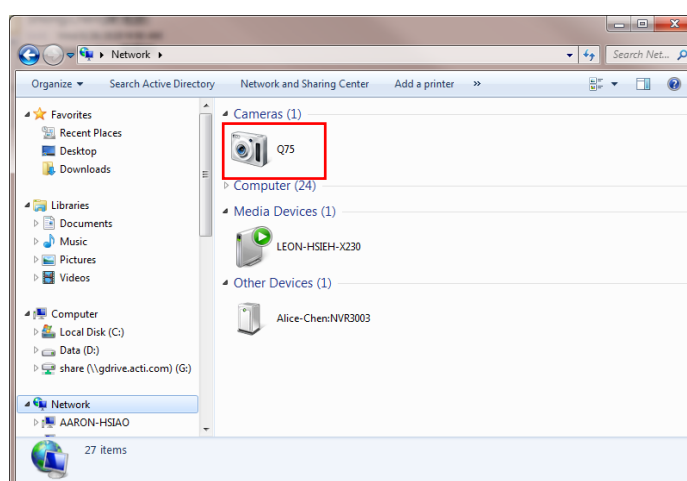 Network
Search Net...
Organize
Search Active Directory
Network and Sharing Center
Add a printer
»
Favorites
Recent Places
Desktop
Downloads
Libraries
Documents
Music
Pictures
Videos
Computer
Local Disk (C:)
Data (D:)
share (\\gdrive.acti.com) (G:)
Network
AARON-HSIAO
Cameras (1)
Q75
Computer (24)
Media Devices (1)
LEON-HSIEH-X230
Other Devices (1)
Alice-Chen:NVR3003
27 items